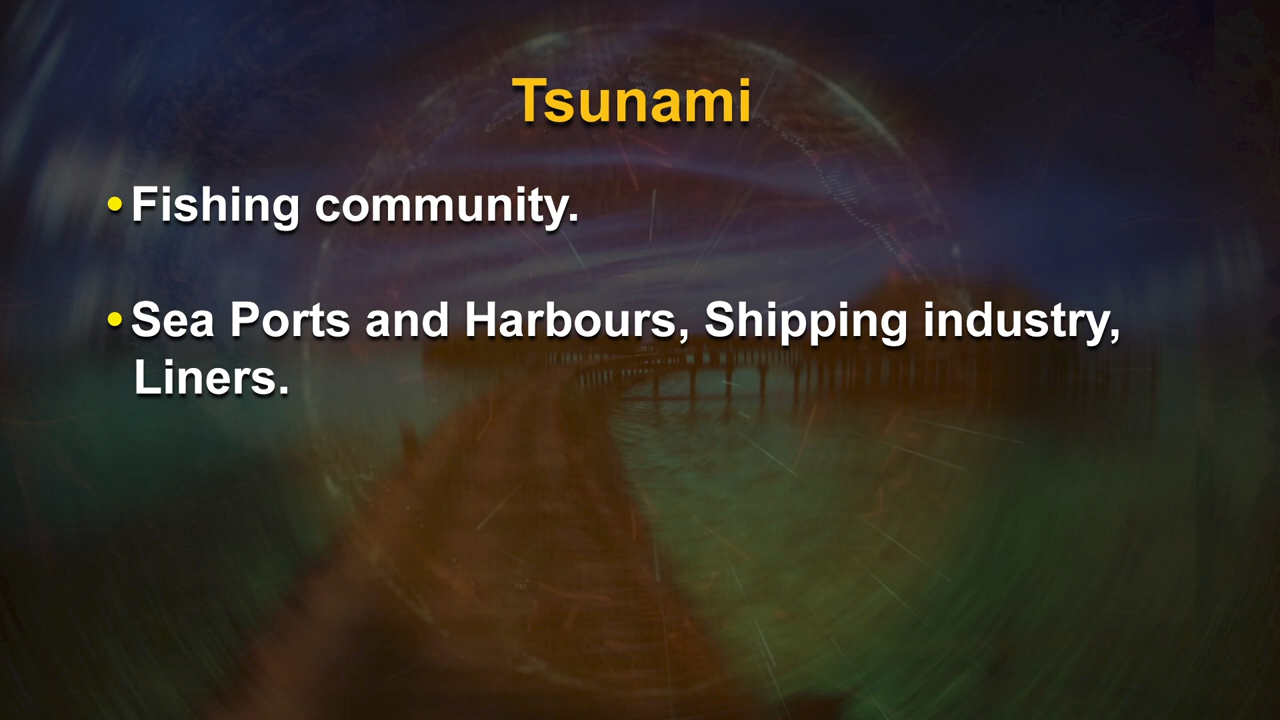 Tsunami
• Fishing community.
• Sea Ports and Harbours, Shipping industry,
Liners.